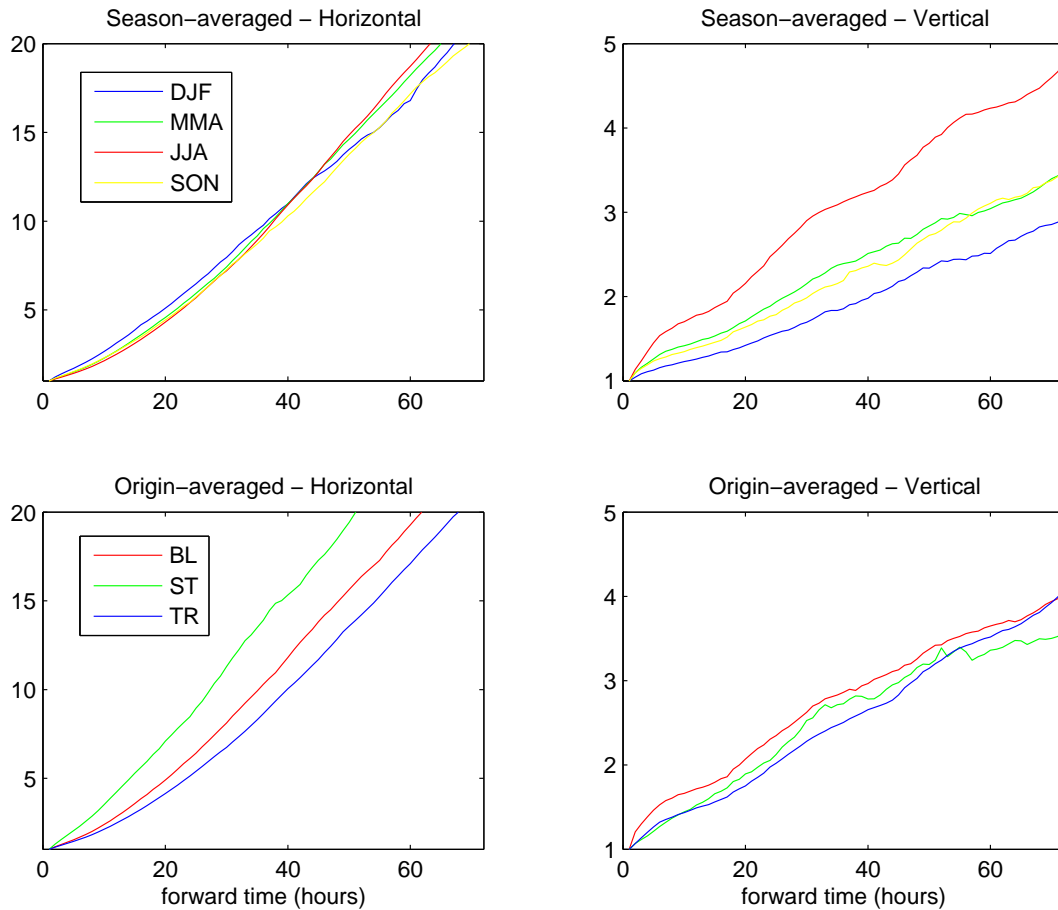 Season−averaged − Horizontal
20
15
10
5
0 20 40 60
DJF
MMA
JJA
SON
Season−averaged − Vertical
5
4
3
2
1
0 20 40 60
Origin−averaged − Horizontal
20
15
10
5
0 20 40 60
forward time (hours)
BL
ST
TR
Origin−averaged − Vertical
5
4
3
2
1
0 20 40 60
forward time (hours)